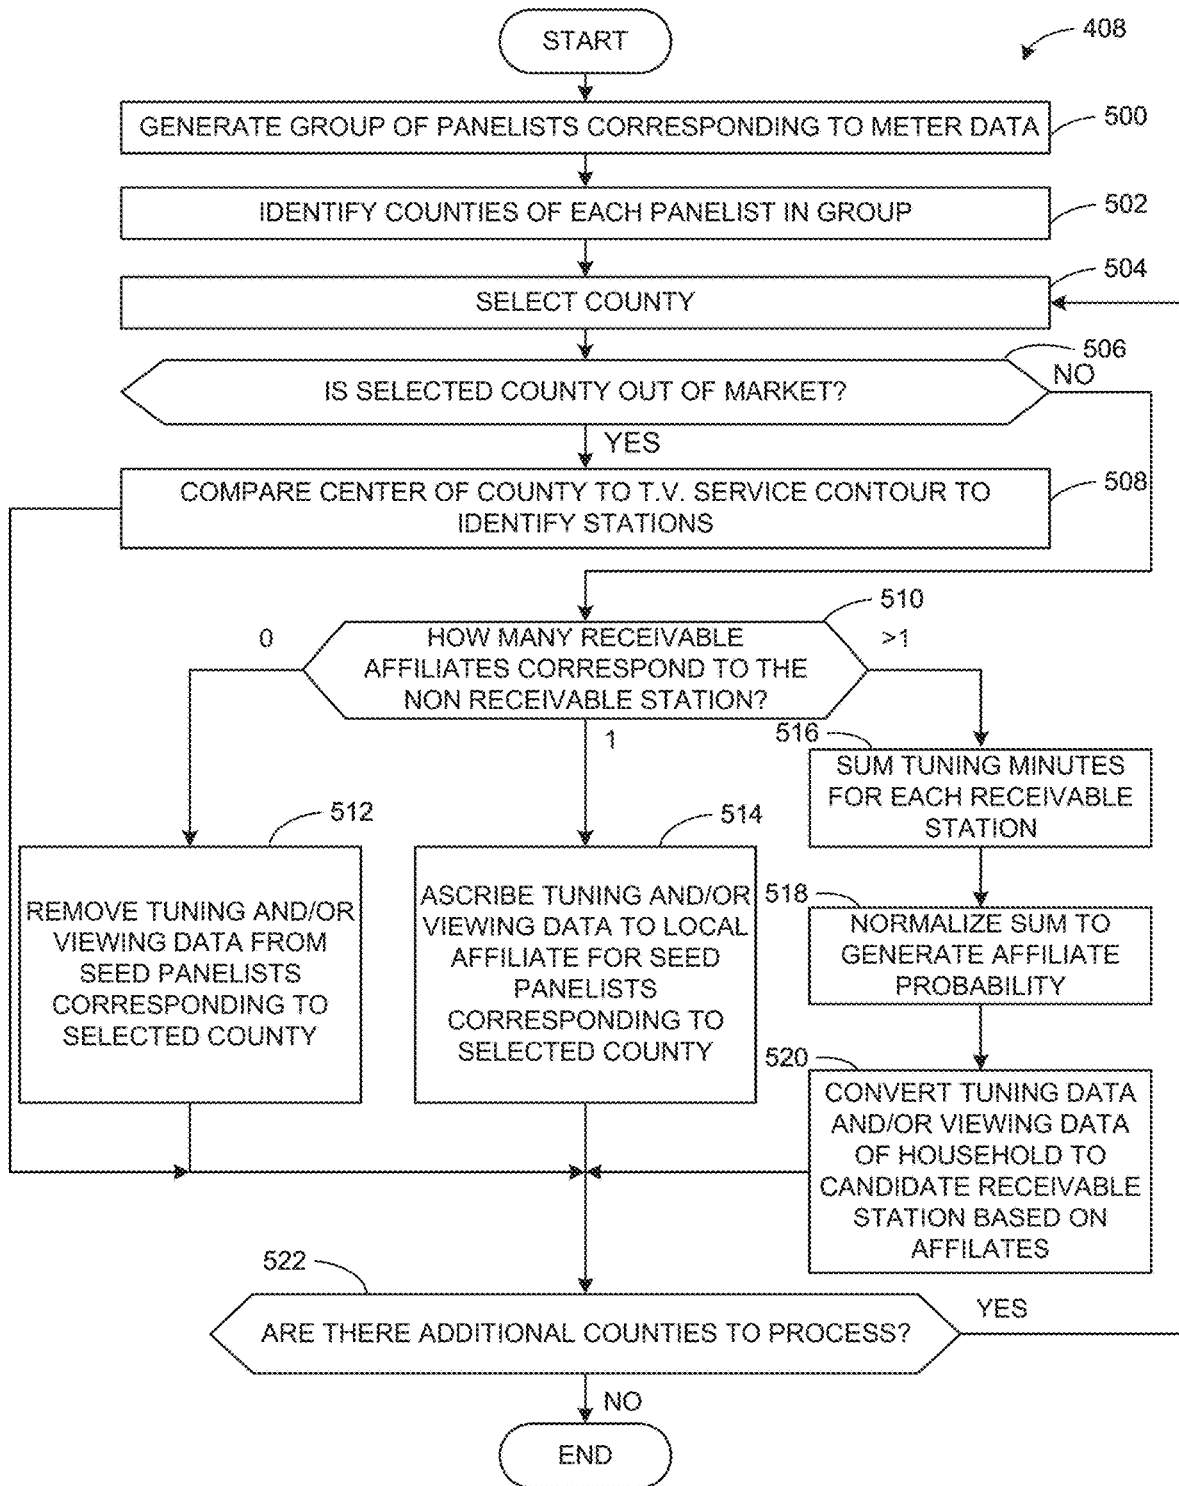 START
408
GENERATE GROUP OF PANELISTS CORRESPONDING TO METER DATA
500
IDENTIFY COUNTIES OF EACH PANELIST IN GROUP
502
SELECT COUNTY
504
IS SELECTED COUNTY OUT OF MARKET?
506
NO
YES
COMPARE CENTER OF COUNTY TO T.V. SERVICE CONTOUR TO
IDENTIFY STATIONS
508
HOW MANY RECEIVABLE
AFFILIATES CORRESPOND TO THE
NON RECEIVABLE STATION?
510
0
1
>1
512
REMOVE TUNING AND/OR
VIEWING DATA FROM
SEED PANELISTS
CORRESPONDING TO
SELECTED COUNTY
514
ASCRIBE TUNING AND/OR
VIEWING DATA TO LOCAL
AFFILIATE FOR SEED
PANELISTS
CORRESPONDING TO
SELECTED COUNTY
516
SUM TUNING MINUTES
FOR EACH RECEIVABLE
STATION
518
NORMALIZE SUM TO
GENERATE AFFILIATE
PROBABILITY
520
CONVERT TUNING DATA
AND/OR VIEWING DATA
OF HOUSEHOLD TO
CANDIDATE RECEIVABLE
STATION BASED ON
AFFILATES
522
ARE THERE ADDITIONAL COUNTIES TO PROCESS?
YES
NO
END